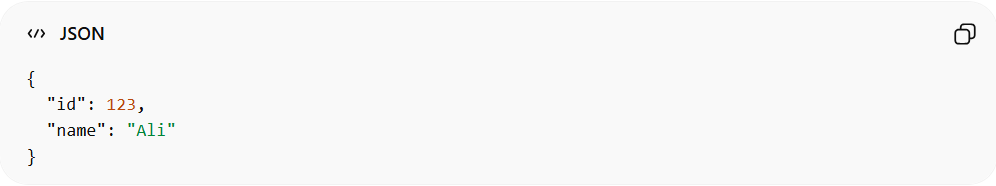 JSON
{
  "id": 123,
  "name": "Ali"
}